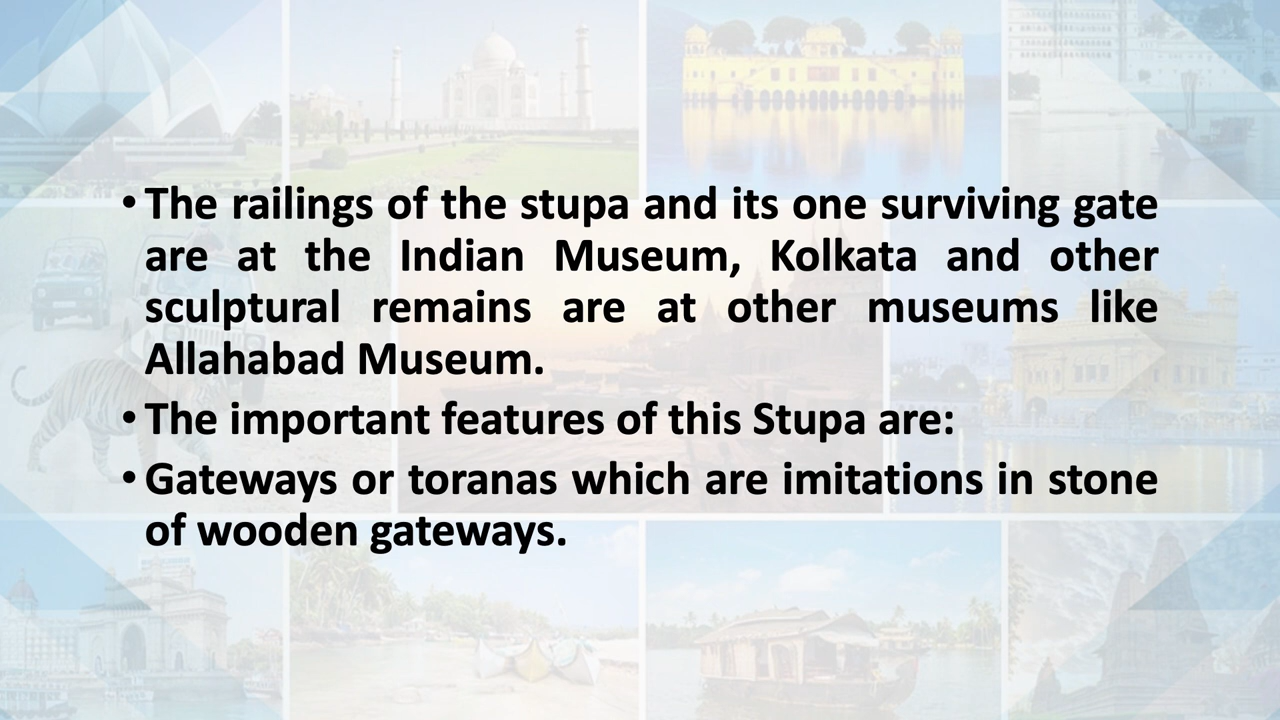 • The railings of the stupa and its one surviving gate
are at the Indian Museum, Kolkata and other
sculptural remains are at other museums like
Allahabad Museum.
• The important features of this Stupa are:
• Gateways or toranas which are imitations in stone
of wooden gateways.